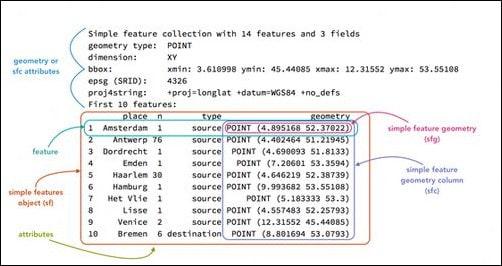 Simple feature collection with 14 features and 3 fields
geometry or
sfc attributes
geometry type: POINT
dimension: XY
bbox: xmin: 3.610998 ymin: 45.44085 xmax: 12.31552 ymax: 53.55108
epsg (SRID): 4326
proj4string: +proj=longlat +datum=WGS84 +no_defs
First 10 features:
place n type geometry
1 Amsterdam 1 source POINT (4.895168 52.37022)
2 Antwerp 76 source POINT (4.402464 51.21945)
3 Dordrecht 1 source POINT (4.690093 51.8133)
4 Emden 1 source POINT (7.20601 53.3594)
5 Haarlem 30 source POINT (4.646219 52.38739)
6 Hamburg 1 source POINT (9.993682 53.55108)
7 Het Vlie 1 source POINT (5.183333 53.3)
8 Lisse 1 source POINT (4.557483 52.25793)
9 Venice 2 source POINT (12.31552 45.44085)
10 Bremen 6 destination POINT (8.801694 53.0793)
feature
simple features
object (sf)
attributes
simple feature geometry
(sfg)
simple feature
geometry column
(sfc)